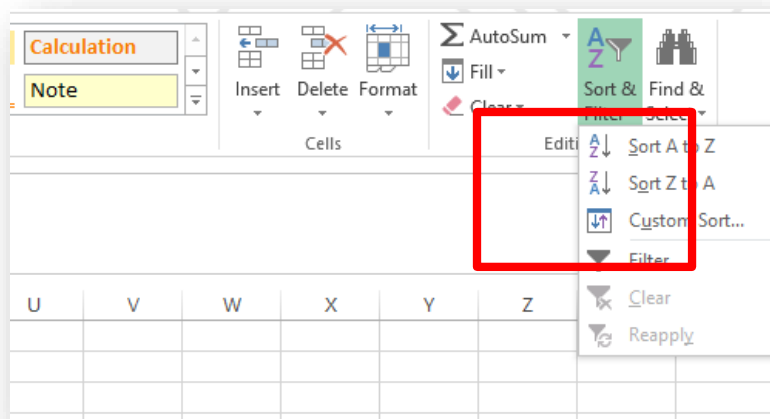 Calculation
Note
Insert
Delete
Format
Cells
AutoSum
Fill
Clear
Editi
Sort &
Filter
Find &
Select
Sort A to Z
Sort Z to A
Custom Sort...
Filter
Clear
Reapply
U V W X Y Z